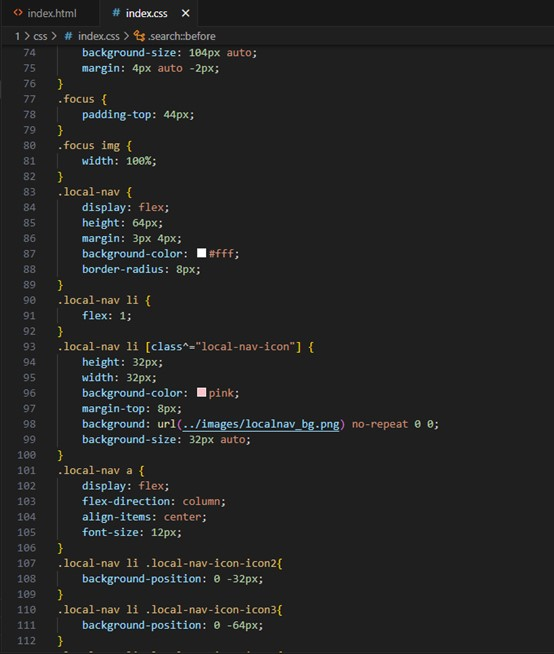 index.html index.css
1 > css > index.css > .search::before
74 background-size: 104px auto;
75 margin: 4px auto -2px;
76 }
77 .focus {
78 padding-top: 44px;
79 }
80 .focus img {
81 width: 100%;
82 }
83 .local-nav {
84 display: flex;
85 height: 64px;
86 margin: 3px 4px;
87 background-color: #fff;
88 border-radius: 8px;
89 }
90 .local-nav li {
91 flex: 1;
92 }
93 .local-nav li [class^="local-nav-icon"] {
94 height: 32px;
95 width: 32px;
96 background-color: pink;
97 margin-top: 8px;
98 background: url(../images/localnav_bg.png) no-repeat 0 0;
99 background-size: 32px auto;
100 }
101 .local-nav a {
102 display: flex;
103 flex-direction: column;
104 align-items: center;
105 font-size: 12px;
106 }
107 .local-nav li .local-nav-icon-icon2{
108 background-position: 0 -32px;
109 }
110 .local-nav li .local-nav-icon-icon3{
111 background-position: 0 -64px;
112 }